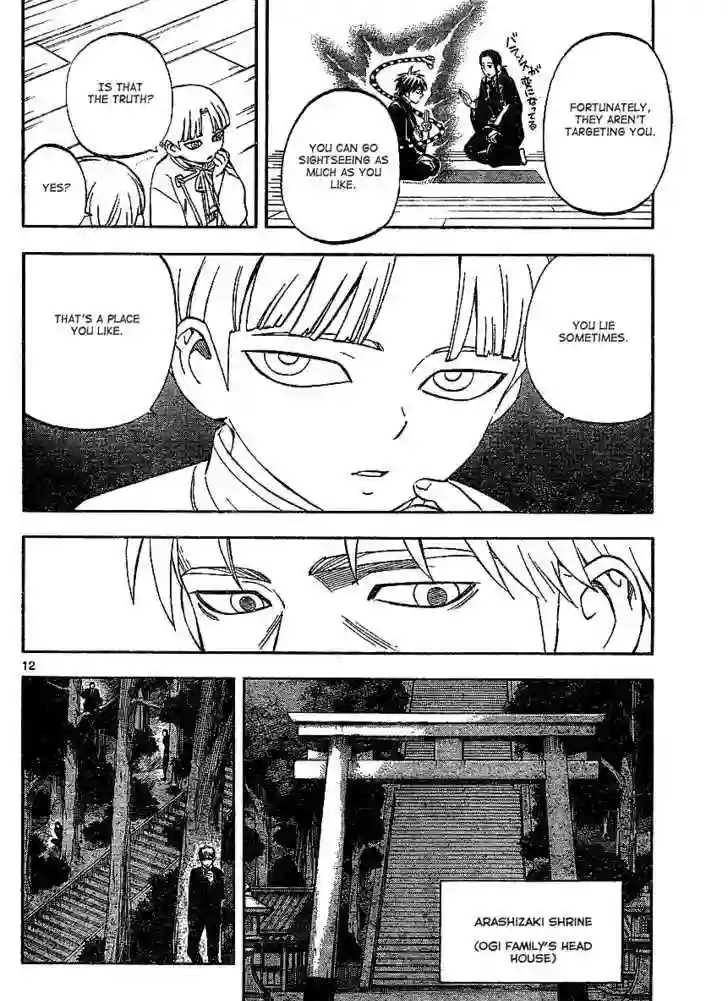 FORTUNATELY,
THEY AREN'T
TARGETING YOU.
YOU CAN GO
SIGHTSEEING AS
MUCH AS YOU
LIKE.
IS THAT
THE TRUTH?
YES?
YOU LIE
SOMETIMES.
THAT'S A PLACE
YOU LIKE.
12
ARASHIZAKI SHRINE
(OGI FAMILY'S HEAD
HOUSE)